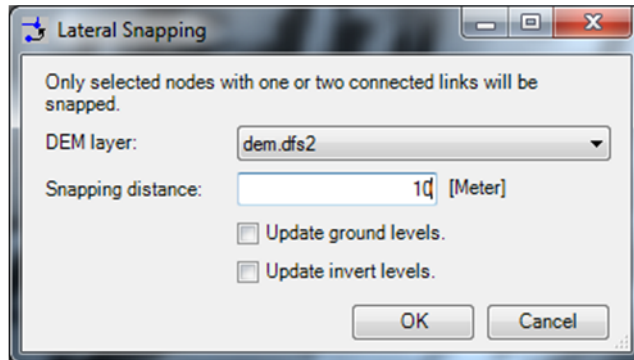 Lateral Snapping
Only selected nodes with one or two connected links will be
snapped.
DEM layer:
dem.dfs2
Snapping distance:
10
[Meter]
Update ground levels.
Update invert levels.
OK
Cancel